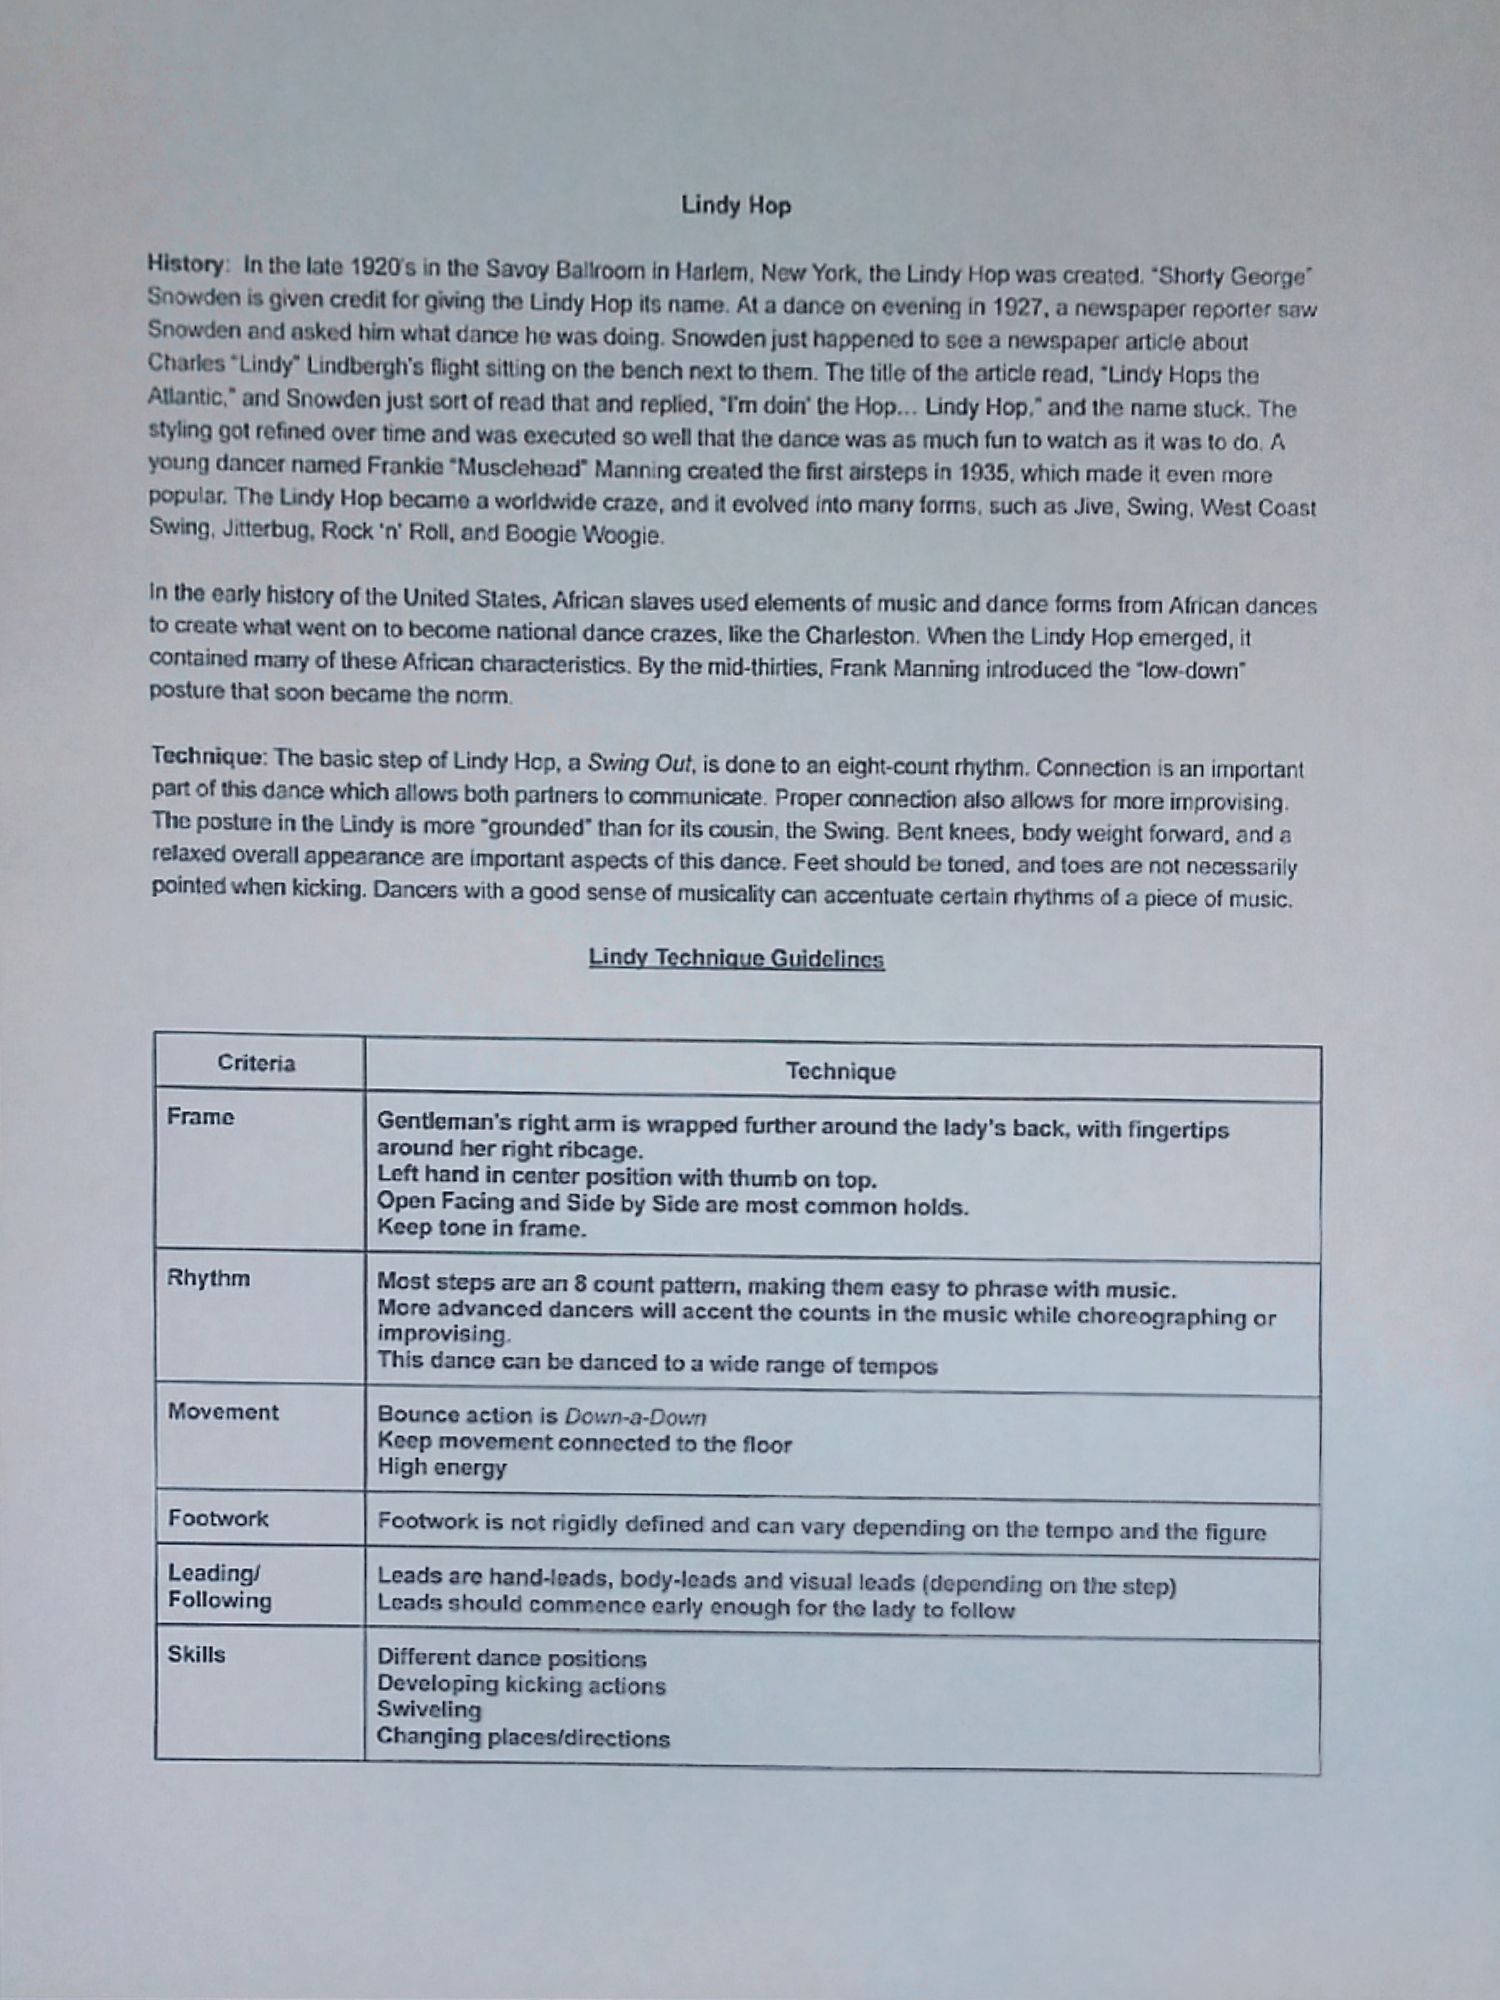 Lindy Hop
History: In the late 1920's in the Savoy Ballroom in Harlem, New York, the Lindy Hop was created. "Shorty George"
Snowden is given credit for giving the Lindy Hop its name. At a dance on evening in 1927, a newspaper reporter saw
Snowden and asked him what dance he was doing. Snowden just happened to see a newspaper article about
Charles "Lindy" Lindbergh's flight sitting on the bench next to them. The title of the article read, "Lindy Hops the
Atlantic," and Snowden just sort of read that and replied, "I'm doin' the Hop... Lindy Hop," and the name stuck. The
styling got refined over time and was executed so well that the dance was as much fun to watch as it was to do. A
young dancer named Frankie "Musclehead" Manning created the first airsteps in 1935, which made it even more
popular. The Lindy Hop became a worldwide craze, and it evolved into many forms, such as Jive, Swing, West Coast
Swing, Jitterbug, Rock 'n' Roll, and Boogie Woogie.
In the early history of the United States, African slaves used elements of music and dance forms from African dances
to create what went on to become national dance crazes, like the Charleston. When the Lindy Hop emerged, it
contained many of these African characteristics. By the mid-thirties, Frank Manning introduced the "low-down"
posture that soon became the norm.
Technique: The basic step of Lindy Hop, a Swing Out, is done to an eight-count rhythm. Connection is an important
part of this dance which allows both partners to communicate. Proper connection also allows for more improvising.
The posture in the Lindy is more "grounded" than for its cousin, the Swing. Bent knees, body weight forward, and a
relaxed overall appearance are important aspects of this dance. Feet should be toned, and toes are not necessarily
pointed when kicking. Dancers with a good sense of musicality can accentuate certain rhythms of a piece of music.
Lindy Technique Guidelines
Criteria
Technique
Frame
Gentleman's right arm is wrapped further around the lady's back, with fingertips
around her right ribcage.
Left hand in center position with thumb on top.
Open Facing and Side by Side are most common holds.
Keep tone in frame.
Rhythm
Most steps are an 8 count pattern, making them easy to phrase with music.
More advanced dancers will accent the counts in the music while choreographing or
improvising.
This dance can be danced to a wide range of tempos
Movement
Bounce action is Down-a-Down
Keep movement connected to the floor
High energy
Footwork
Footwork is not rigidly defined and can vary depending on the tempo and the figure
Leading/
Following
Leads are hand-leads, body-leads and visual leads (depending on the step)
Leads should commence early enough for the lady to follow
Skills
Different dance positions
Developing kicking actions
Swiveling
Changing places/directions